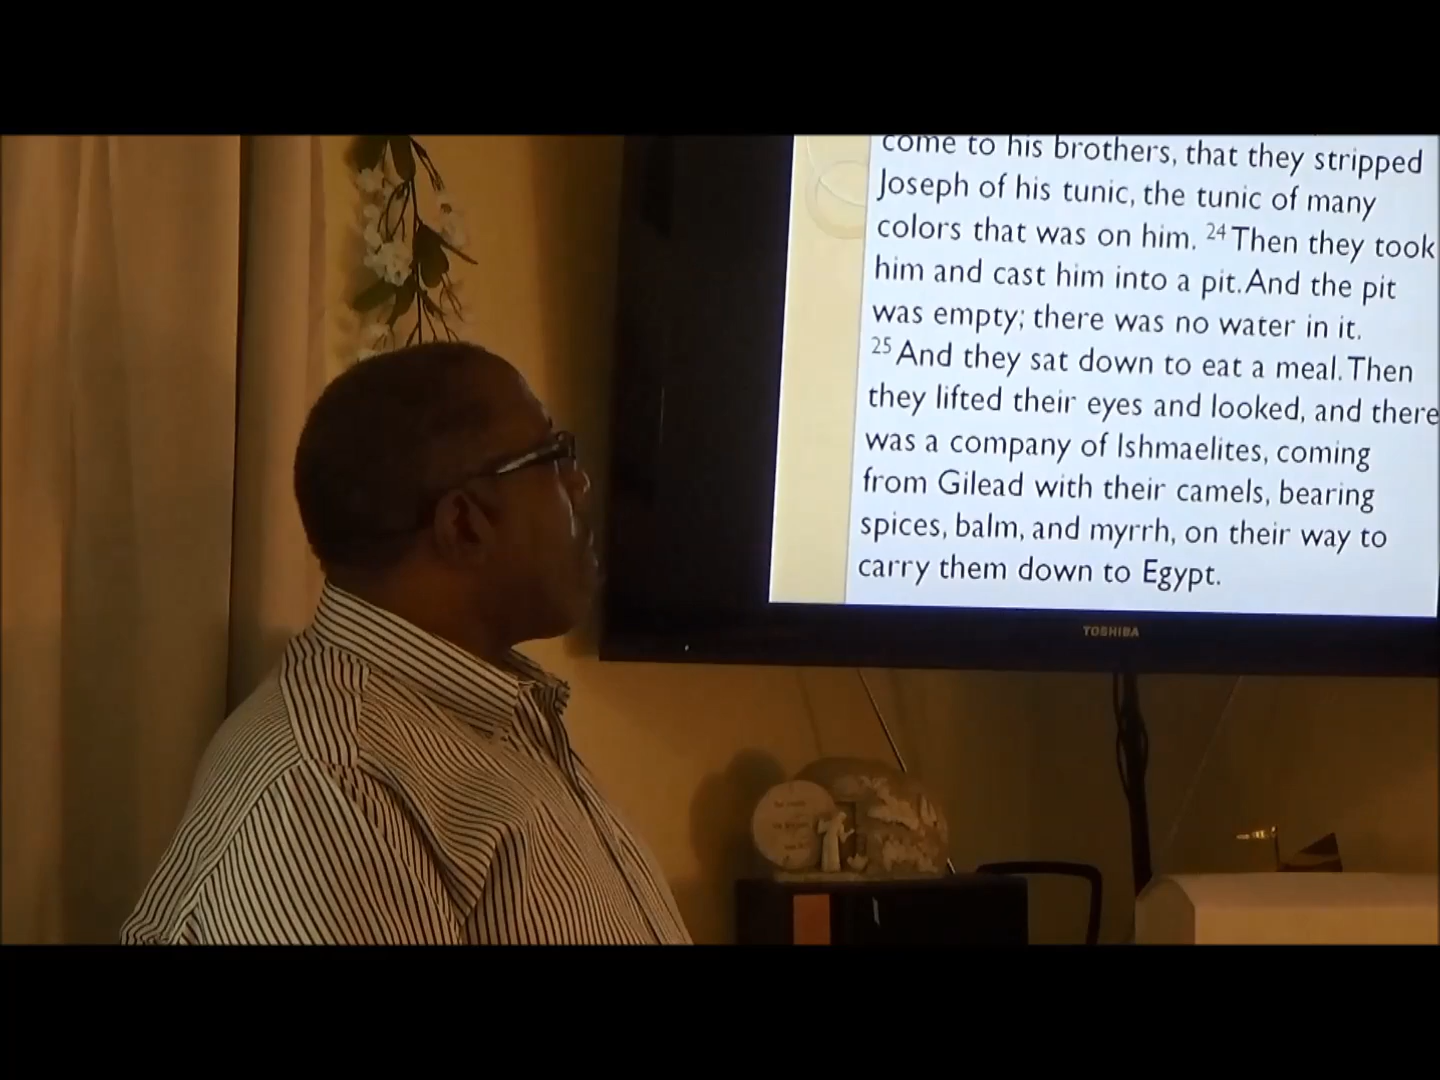 come to his brothers, that they stripped
Joseph of his tunic, the tunic of many
colors that was on him. 24 Then they took
him and cast him into a pit. And the pit
was empty; there was no water in it.
25 And they sat down to eat a meal. Then
they lifted their eyes and looked, and there
was a company of Ishmaelites, coming
from Gilead with their camels, bearing
spices, balm, and myrrh, on their way to
carry them down to Egypt.
TOSHIBA